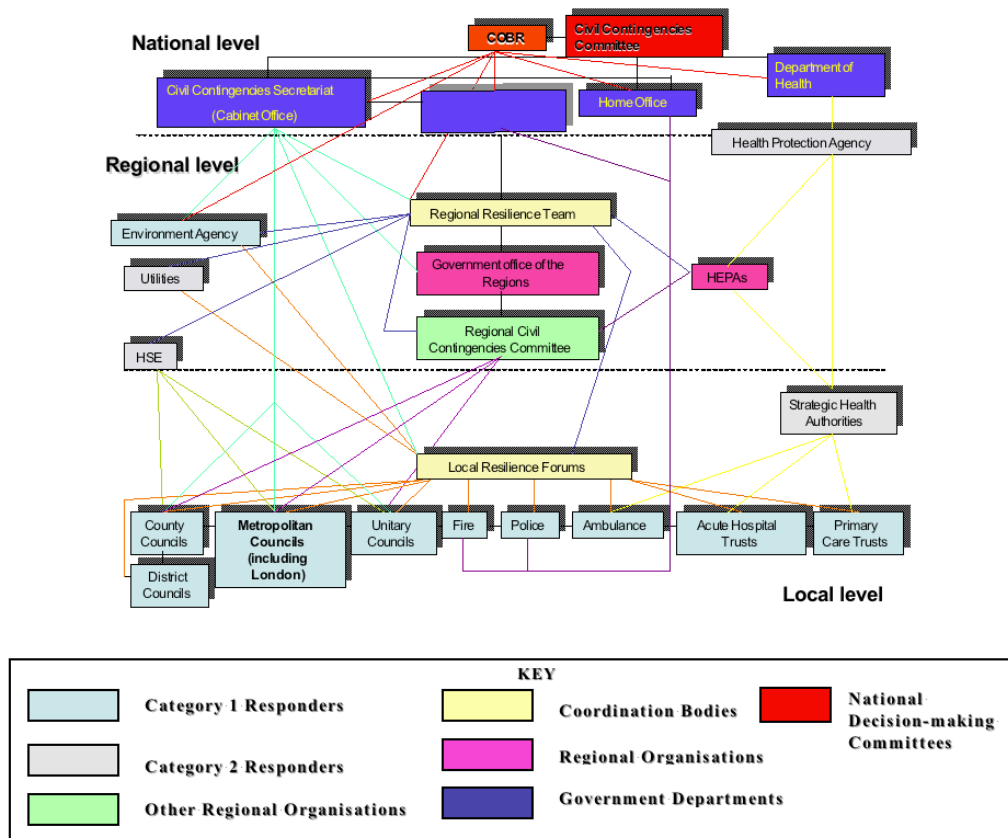 National level
COBR
Civil Contingencies
Committee
Department of
Health
Civil Contingencies Secretariat
(Cabinet Office)
Home Office
Health Protection Agency
Regional level
Regional Resilience Team
Environment Agency
Government office of the
Regions
Utilities
HEPAs
Regional Civil
Contingencies Committee
HSE
Strategic Health
Authorities
Local Resilience Forums
County
Councils
Metropolitan
Councils
(including
London)
Unitary
Councils
Fire
Police
Ambulance
Acute Hospital
Trusts
Primary
Care Trusts
District
Councils
Local level
KEY
Category 1 Responders
Coordination Bodies
National
Decision-making
Committees
Category 2 Responders
Regional Organisations
Other Regional Organisations
Government Departments